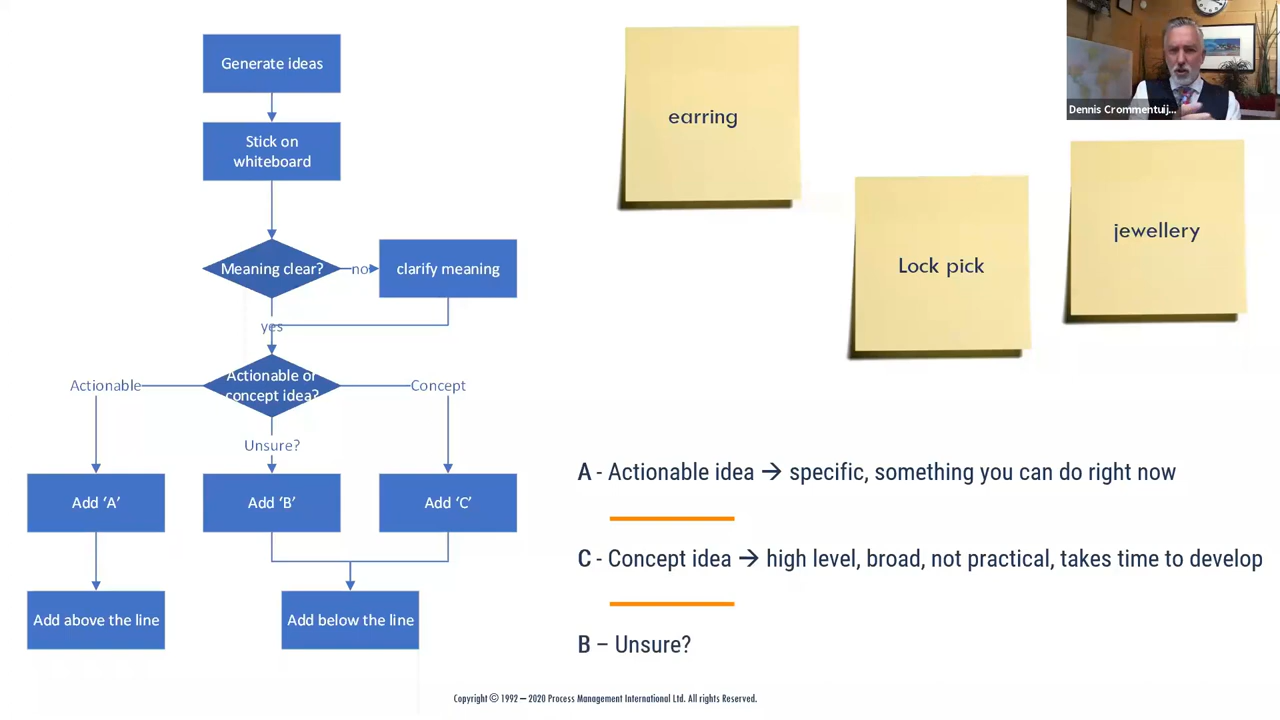 Generate ideas
Stick on
whiteboard
Meaning clear?
no
clarify meaning
yes
Actionable
Actionable or
concept idea?
Concept
Unsure?
Add ‘A’
Add ‘B’
Add ‘C’
Add above the line
Add below the line
earring
Lock pick
jewellery
Dennis Crommentuij...
A - Actionable idea → specific, something you can do right now
C - Concept idea → high level, broad, not practical, takes time to develop
B – Unsure?
Copyright © 1992 – 2020 Process Management International Ltd. All rights Reserved.